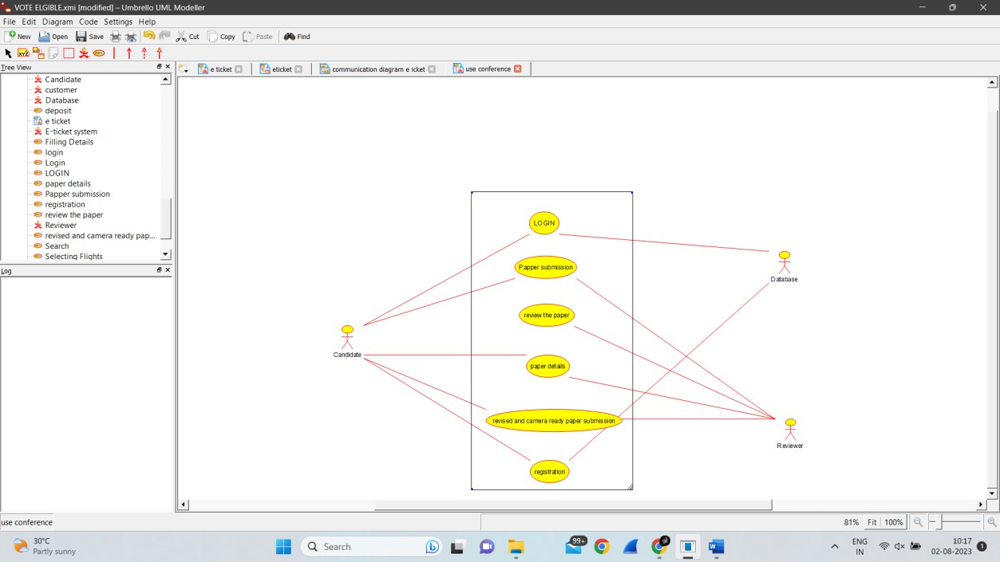 VOTE ELGIBLE.xmi [modified] – Umbrello UML Modeller
File Edit Diagram Code Settings Help
New Open Save Cut Copy Paste Find
XYZ
Tree View
e ticket
eticket
communication diagram e icket
use conference
Candidate
customer
Database
deposit
e ticket
E-ticket system
Filling Details
login
Login
LOGIN
paper details
Papper submission
registration
review the paper
Reviewer
revised and camera ready pap...
Search
Selecting Flights
Log
LOGIN
Papper submission
review the paper
paper details
revised and camera ready paper submission
registration
Candidate
Database
Reviewer
use conference
81% Fit 100%
30°C
Partly sunny
Search
99+
ENG
IN
10:17
02-08-2023
1